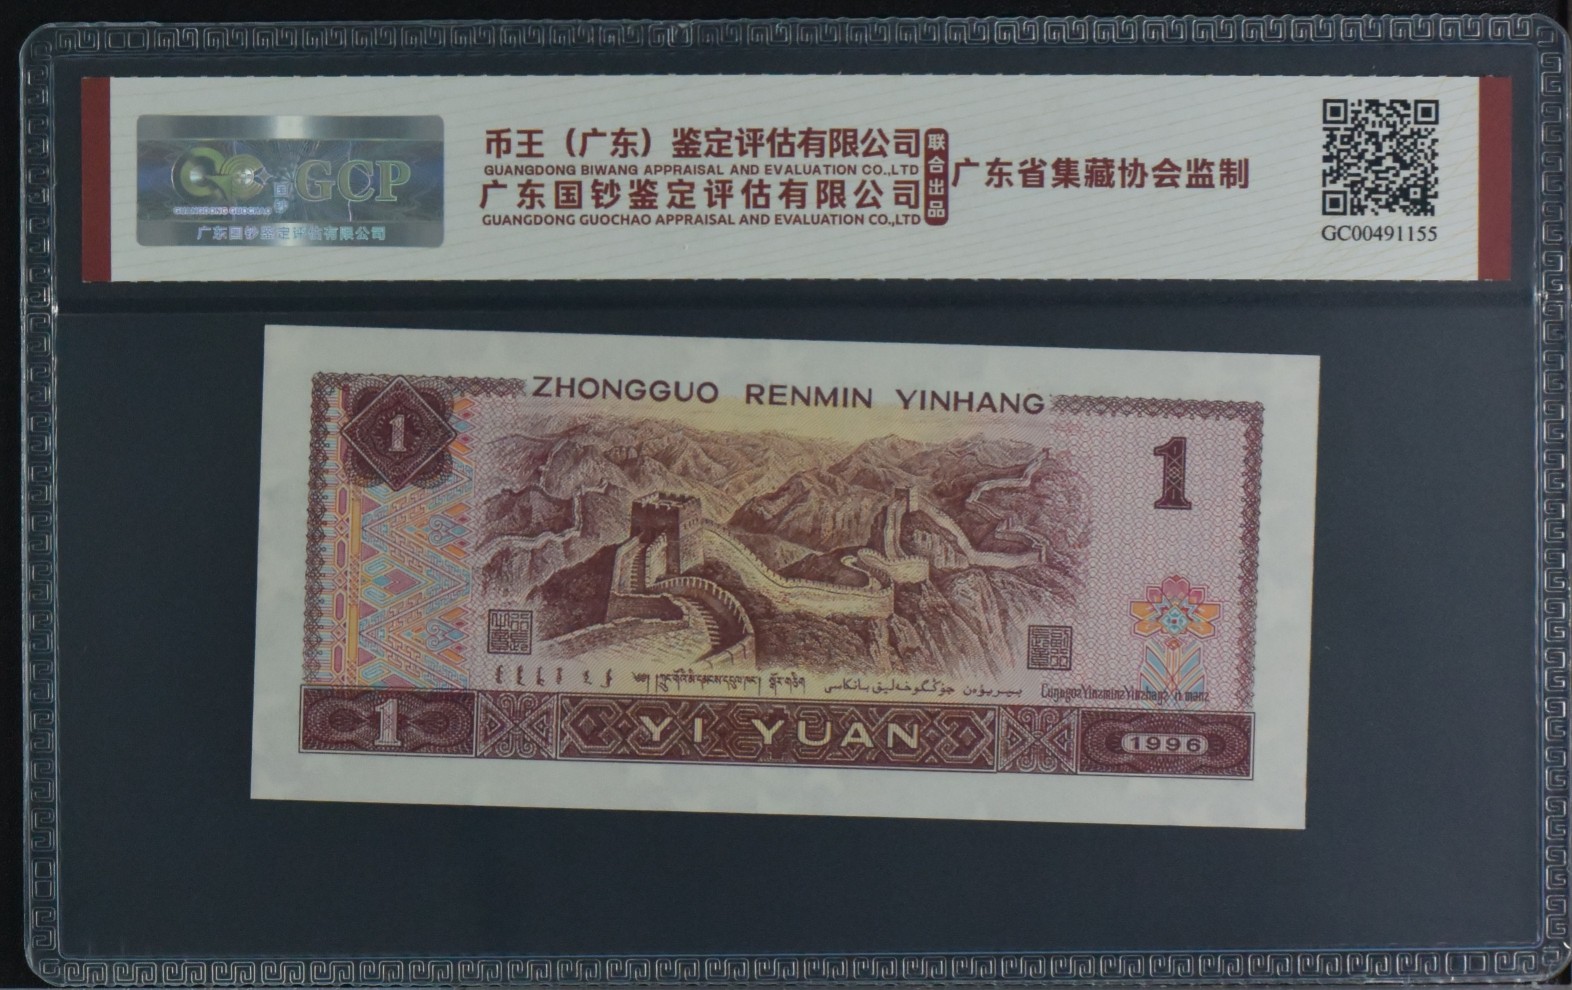 GCP
广东国钞鉴定评估有限公司
币王（广东）鉴定评估有限公司
GUANGDONG BIWANG APPRAISAL AND EVALUATION CO.,LTD
广东国钞鉴定评估有限公司
GUANGDONG GUOCHAO APPRAISAL AND EVALUATION CO.,LTD
联合出品
广东省集藏协会监制
GC00491155
ZHONGGUO RENMIN YINHANG
1
1
1
YI YUAN
1996